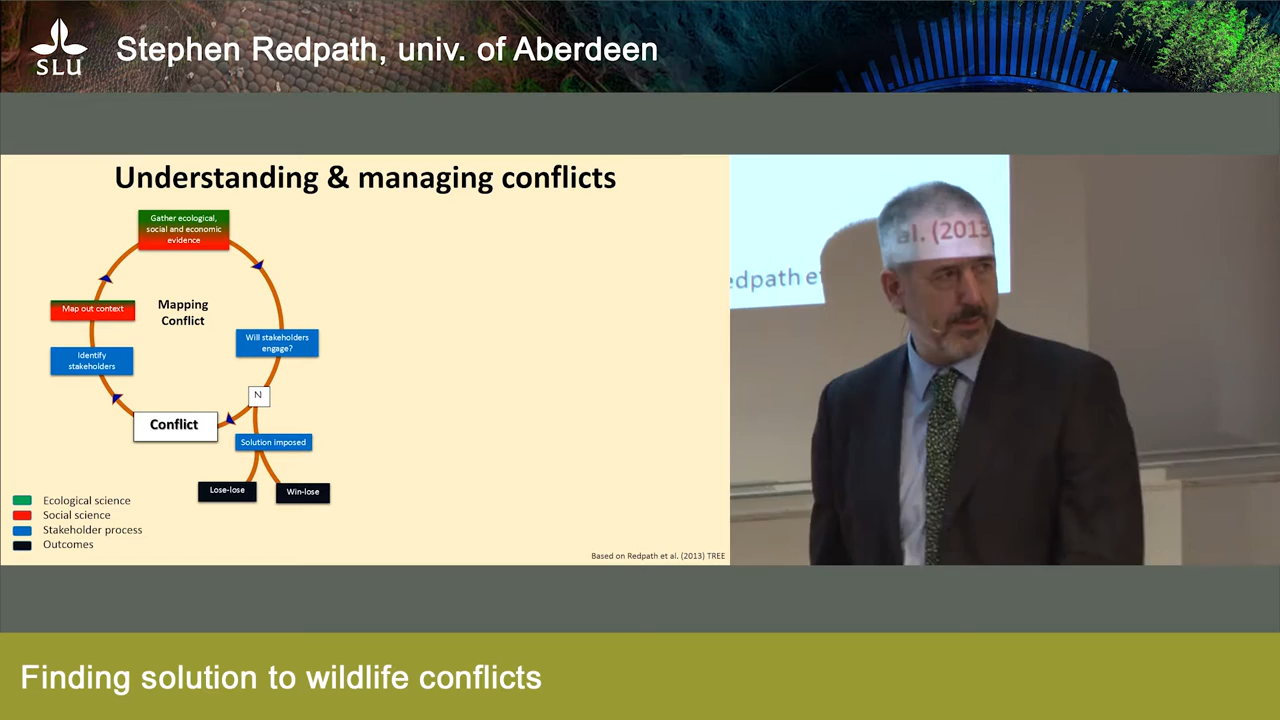 SLU
Stephen Redpath, univ. of Aberdeen
Understanding & managing conflicts
Gather ecological,
social and economic
evidence
Map out context
Mapping
Conflict
Identify
stakeholders
Will stakeholders
engage?
N
Conflict
Solution imposed
Lose-lose
Win-lose
Ecological science
Social science
Stakeholder process
Outcomes
Based on Redpath et al. (2013) TREE
al. (2013
edpath et
Finding solution to wildlife conflicts